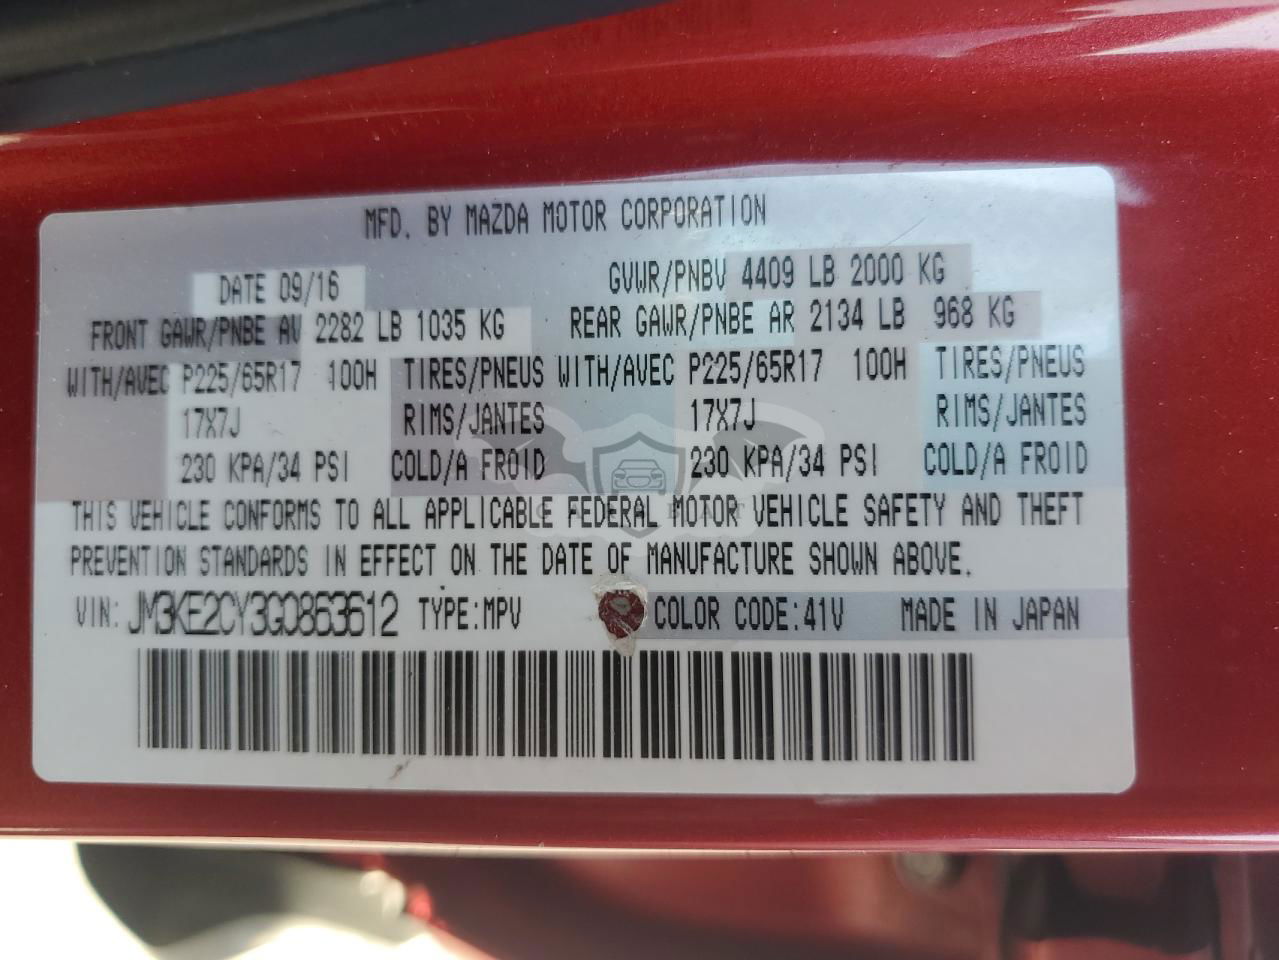 MFD. BY MAZDA MOTOR CORPORATION
DATE 09/16 GVWR/PNBV 4409 LB 2000 KG
FRONT GAWR/PNBE AV 2282 LB 1035 KG REAR GAWR/PNBE AR 2134 LB 968 KG
WITH/AVEC P225/65R17 100H TIRES/PNEUS WITH/AVEC P225/65R17 100H TIRES/PNEUS
17X7J RIMS/JANTES 17X7J RIMS/JANTES
230 KPA/34 PSI COLD/A FROID 230 KPA/34 PSI COLD/A FROID
THIS VEHICLE CONFORMS TO ALL APPLICABLE FEDERAL MOTOR VEHICLE SAFETY AND THEFT
PREVENTION STANDARDS IN EFFECT ON THE DATE OF MANUFACTURE SHOWN ABOVE.
VIN: JM3KE2CY3G0863612 TYPE:MPV COLOR CODE:41V MADE IN JAPAN